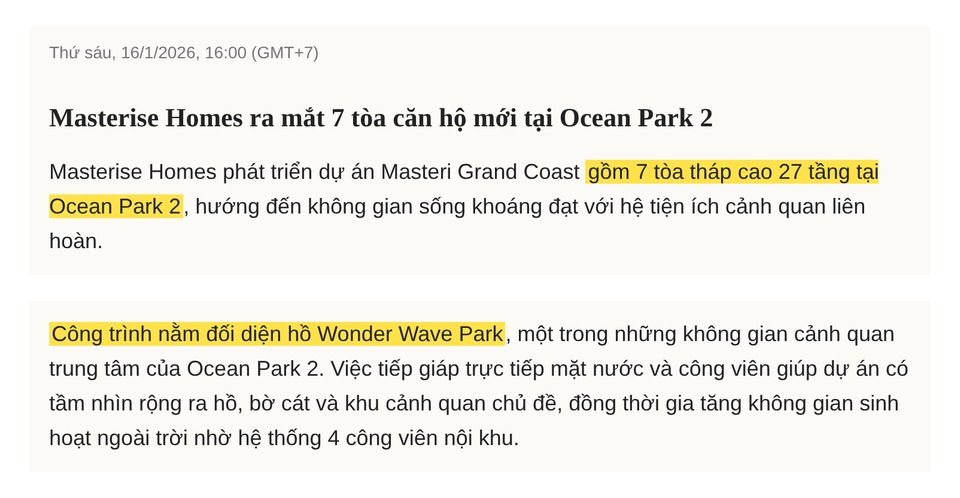 Thứ sáu, 16/1/2026, 16:00 (GMT+7)
Masterise Homes ra mắt 7 tòa căn hộ mới tại Ocean Park 2
Masterise Homes phát triển dự án Masteri Grand Coast gồm 7 tòa tháp cao 27 tầng tại
Ocean Park 2, hướng đến không gian sống khoáng đạt với hệ tiện ích cảnh quan liên
hoàn.
Công trình nằm đối diện hồ Wonder Wave Park, một trong những không gian cảnh quan
trung tâm của Ocean Park 2. Việc tiếp giáp trực tiếp mặt nước và công viên giúp dự án có
tầm nhìn rộng ra hồ, bờ cát và khu cảnh quan chủ đề, đồng thời gia tăng không gian sinh
hoạt ngoài trời nhờ hệ thống 4 công viên nội khu.